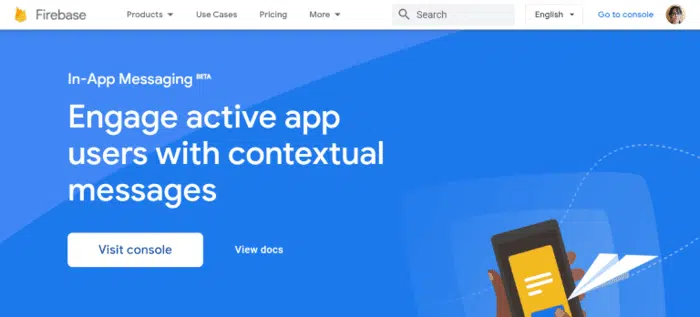 Firebase Products Use Cases Pricing More Search English Go to console
In-App Messaging BETA
Engage active app
users with contextual
messages
Visit console View docs